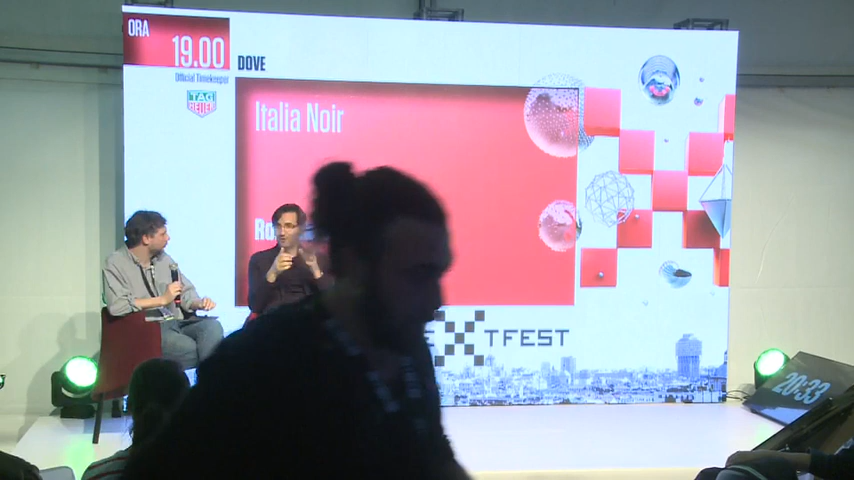 ORA
19.00
DOVE
Official Timekeeper
TAG
HEUER
Italia Noir
TFEST
20:33